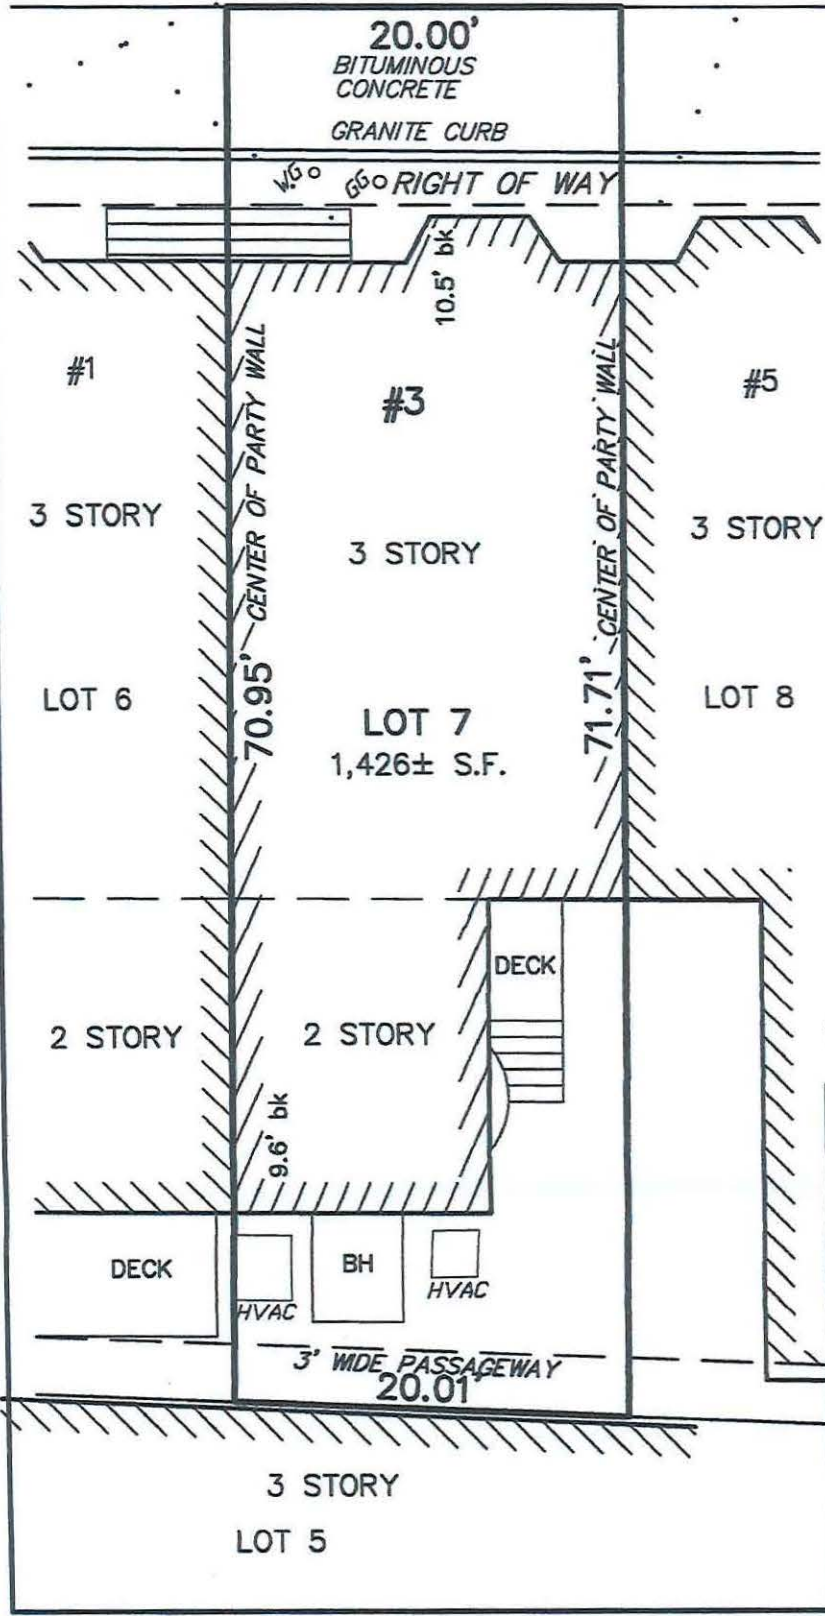 20.00'
BITUMINOUS
CONCRETE
GRANITE CURB
WG
GG
RIGHT OF WAY
10.5' bk
#1
#3
#5
CENTER OF PARTY WALL
CENTER OF PARTY WALL
3 STORY
3 STORY
3 STORY
LOT 6
70.95'
LOT 7
1,426± S.F.
71.71'
LOT 8
DECK
2 STORY
2 STORY
9.6' bk
DECK
HVAC
BH
HVAC
3' WIDE PASSAGEWAY
20.01'
3 STORY
LOT 5